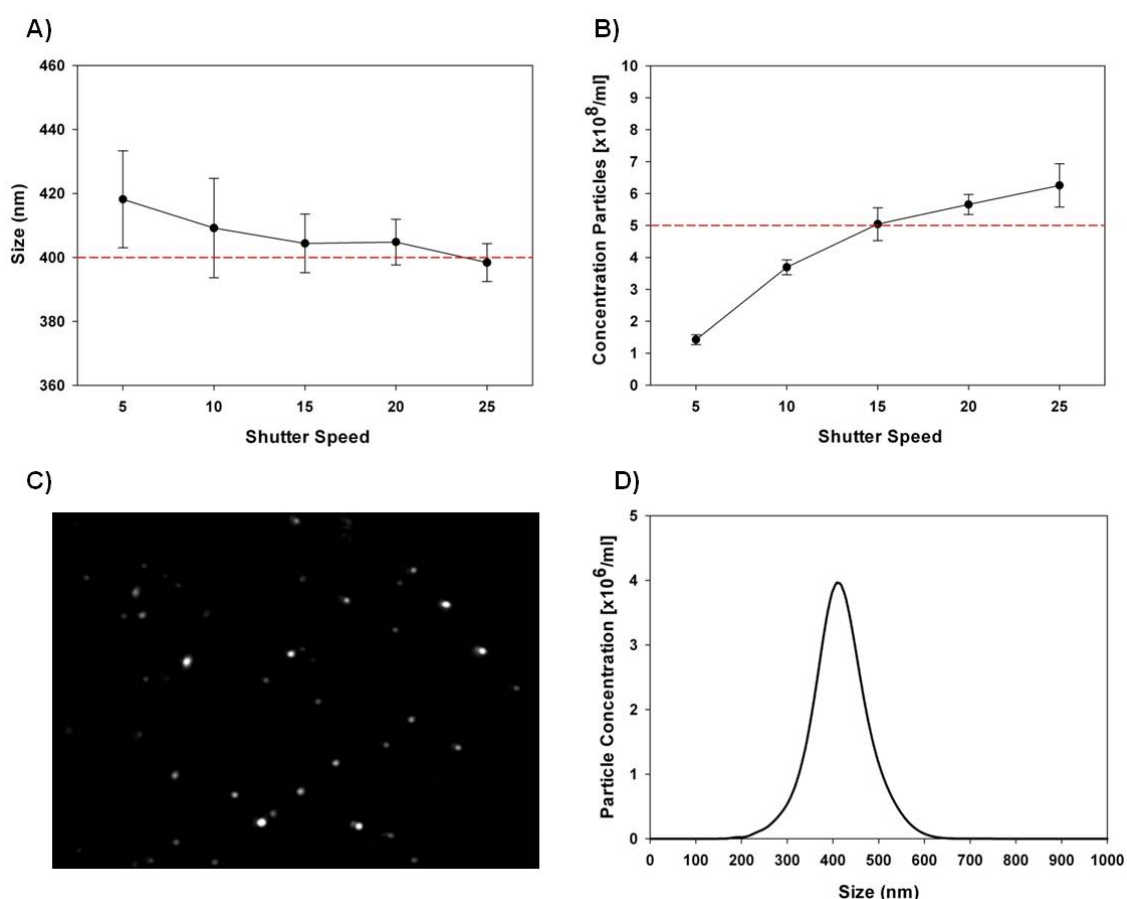 A)
460
440
420
400
380
360
Size (nm)
5 10 15 20 25
Shutter Speed
B)
10
9
8
7
6
5
4
3
2
1
0
Concentration Particles [x10⁸/ml]
5 10 15 20 25
Shutter Speed
C)
D)
5
4
3
2
1
0
Particle Concentration [x10⁶/ml]
0 100 200 300 400 500 600 700 800 900 1000
Size (nm)